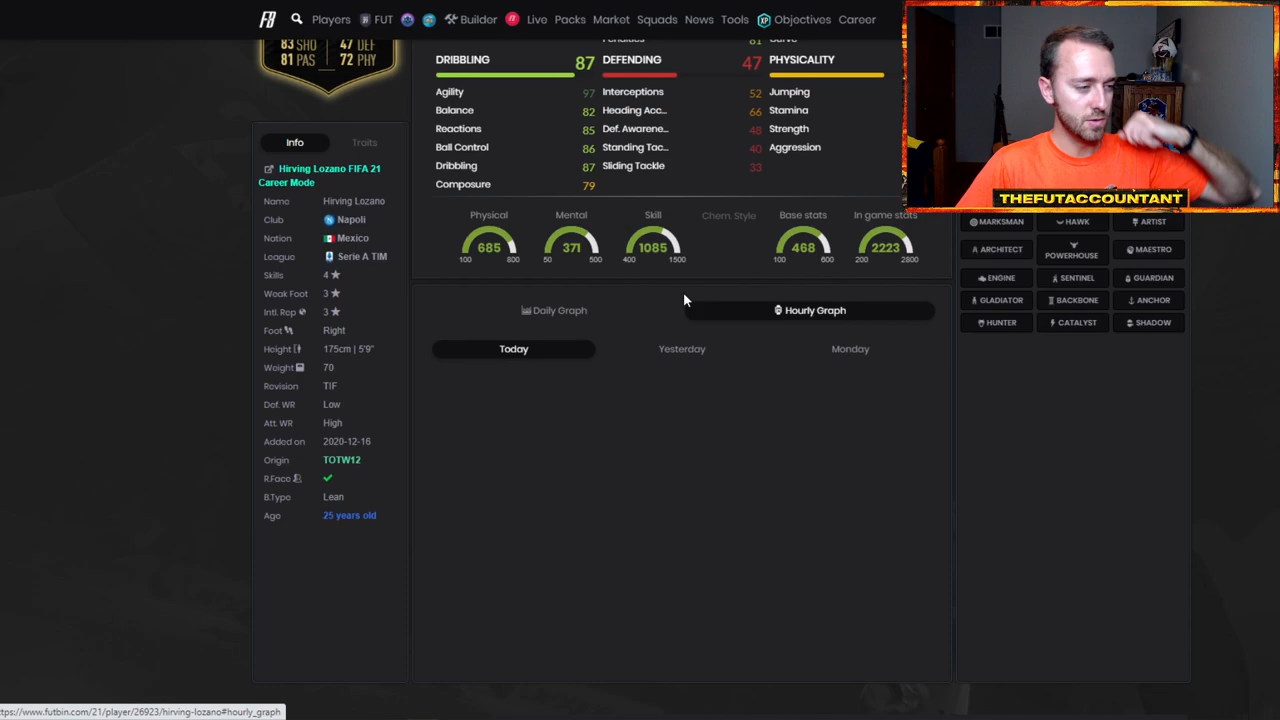 Players FUT Builder Live Packs Market Squads News Tools XP Objectives Career
83 SHO 47 DEF
81 PAS 72 PHY
Penalties 81 Curve
DRIBBLING 87 DEFENDING 47 PHYSICALITY
Agility 97 Interceptions 52 Jumping
Balance 82 Heading Acc... 66 Stamina
Reactions 85 Def. Awarene... 48 Strength
Ball Control 86 Standing Tac... 40 Aggression
Dribbling 87 Sliding Tackle 33
Composure 79
THEFUTACCOUNTANT
Info Traits
Hirving Lozano FIFA 21
Career Mode
Name Hirving Lozano
Club Napoli
Nation Mexico
League Serie A TIM
Skills 4
Weak Foot 3
Intl. Rep 3
Foot Right
Height 175cm | 5'9"
Weight 70
Revision TIF
Def. WR Low
Att. WR High
Added on 2020-12-16
Origin TOTW12
R.Face
B.Type Lean
Age 25 years old
Physical Mental Skill Chem. Style Base stats In game stats
685 371 1085 468 2223
100 800 50 500 400 1500 100 600 200 2800
Daily Graph Hourly Graph
Today Yesterday Monday
MARKSMAN HAWK ARTIST
ARCHITECT POWERHOUSE MAESTRO
ENGINE SENTINEL GUARDIAN
GLADIATOR BACKBONE ANCHOR
HUNTER CATALYST SHADOW
ttps://www.futbin.com/21/player/26923/hirving-lozano#hourly_graph